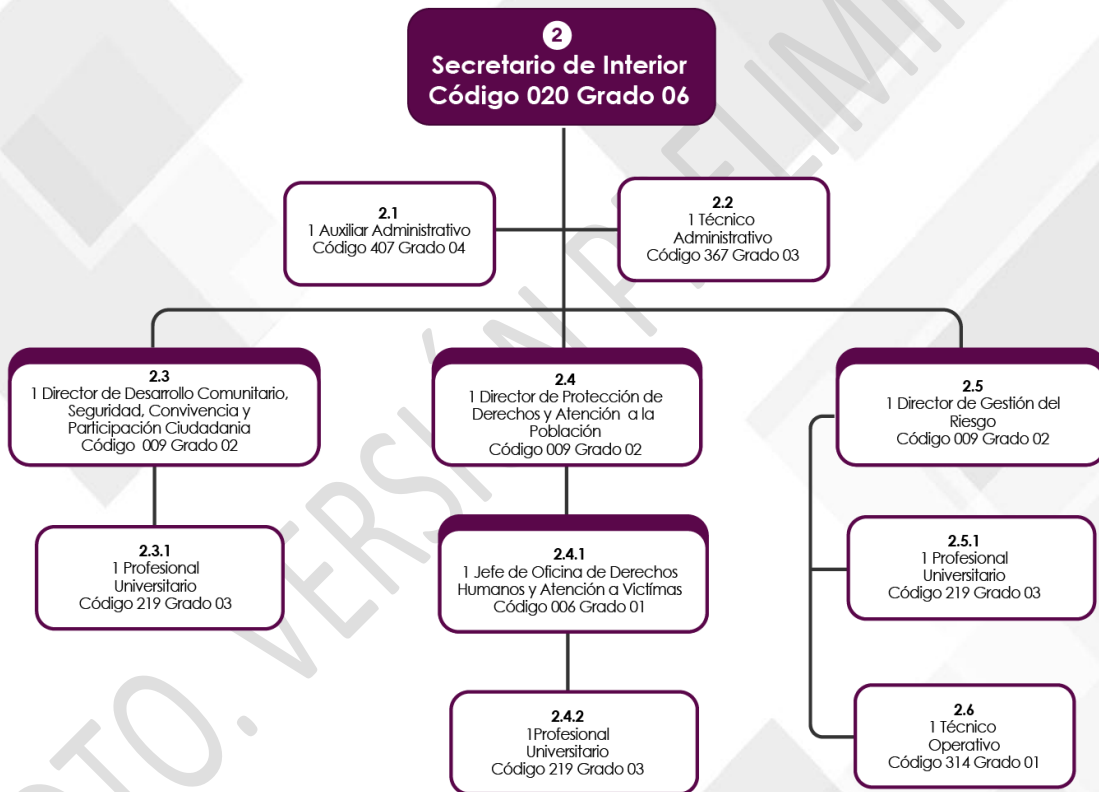 2
Secretario de Interior
Código 020 Grado 06
2.1
1 Auxiliar Administrativo
Código 407 Grado 04
2.2
1 Técnico
Administrativo
Código 367 Grado 03
2.3
1 Director de Desarrollo Comunitario,
Seguridad, Convivencia y
Participación Ciudadania
Código 009 Grado 02
2.4
1 Director de Protección de
Derechos y Atención a la
Población
Código 009 Grado 02
2.5
1 Director de Gestión del
Riesgo
Código 009 Grado 02
2.3.1
1 Profesional
Universitario
Código 219 Grado 03
2.4.1
1 Jefe de Oficina de Derechos
Humanos y Atención a Victímas
Código 006 Grado 01
2.5.1
1 Profesional
Universitario
Código 219 Grado 03
2.4.2
1Profesional
Universitario
Código 219 Grado 03
2.6
1 Técnico
Operativo
Código 314 Grado 01
VERSIÓN